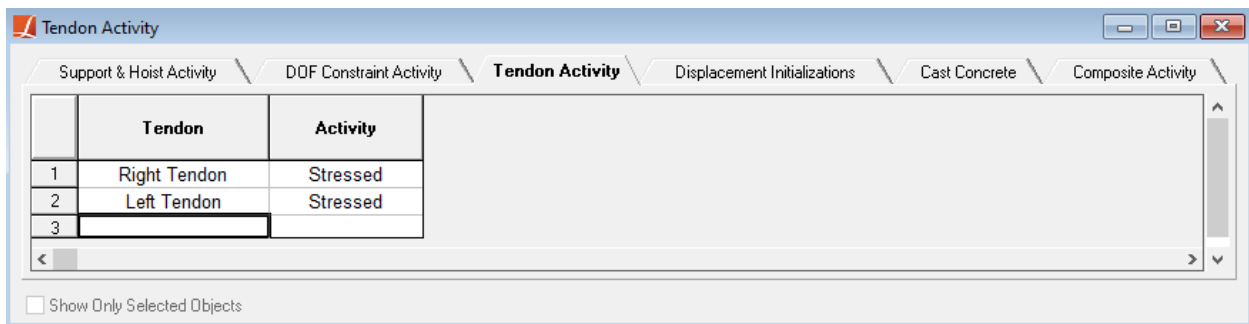 Tendon Activity
Support & Hoist Activity DOF Constraint Activity Tendon Activity Displacement Initializations Cast Concrete Composite Activity
Tendon Activity
1 Right Tendon Stressed
2 Left Tendon Stressed
3
Show Only Selected Objects